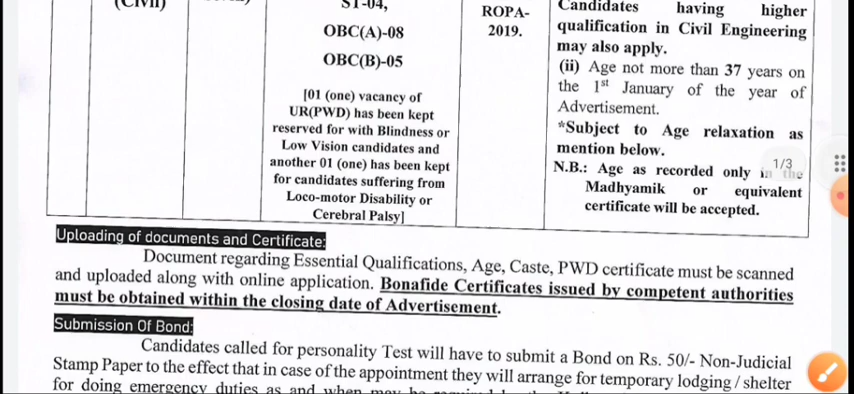 (Civil)
ST-04,
OBC(A)-08
OBC(B)-05
[01 (one) vacancy of
UR(PWD) has been kept
reserved for with Blindness or
Low Vision candidates and
another 01 (one) has been kept
for candidates suffering from
Loco-motor Disability or
Cerebral Palsy]
ROPA-
2019.
Candidates having higher
qualification in Civil Engineering
may also apply.
(ii) Age not more than 37 years on
the 1st January of the year of
Advertisement.
*Subject to Age relaxation as
mention below.
N.B.: Age as recorded only in the
Madhyamik or equivalent
certificate will be accepted.
1/3
Uploading of documents and Certificate:
Document regarding Essential Qualifications, Age, Caste, PWD certificate must be scanned
and uploaded along with online application. Bonafide Certificates issued by competent authorities
must be obtained within the closing date of Advertisement.
Submission Of Bond:
Candidates called for personality Test will have to submit a Bond on Rs. 50/- Non-Judicial
Stamp Paper to the effect that in case of the appointment they will arrange for temporary lodging / shelter
for doing emergency duties as and when may be